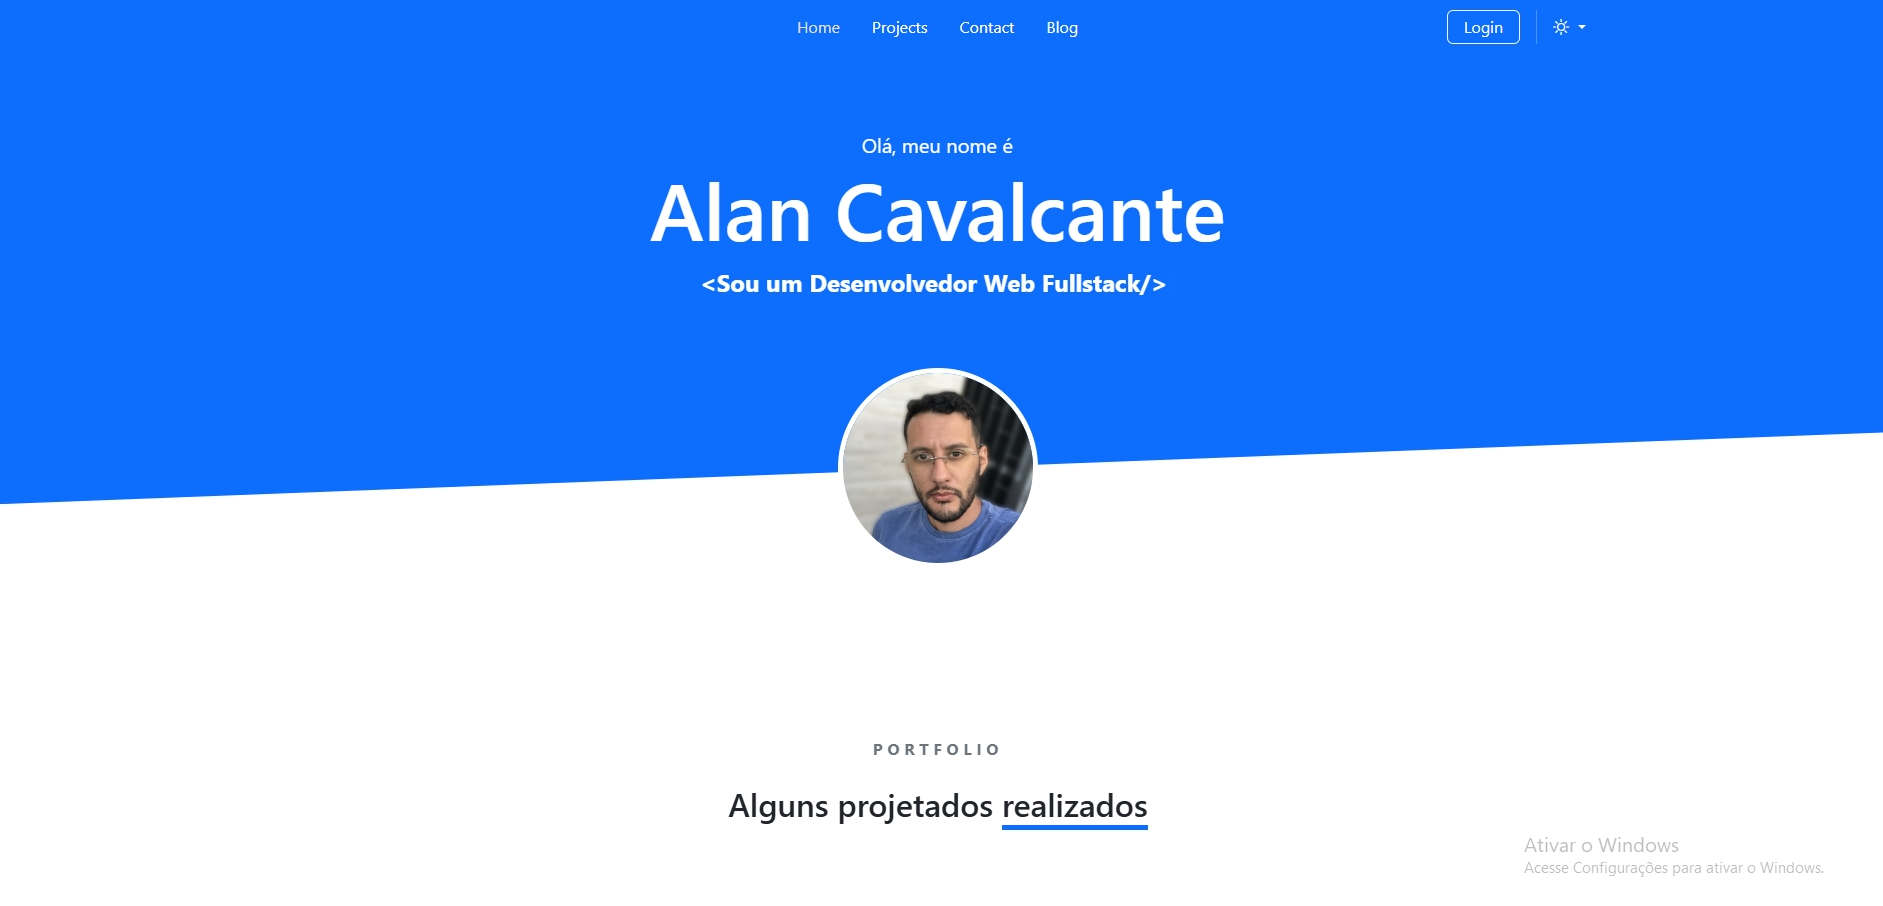 Home Projects Contact Blog Login
Olá, meu nome é
Alan Cavalcante
<Sou um Desenvolvedor Web Fullstack/>
PORTFOLIO
Alguns projetados realizados
Ativar o Windows
Acesse Configurações para ativar o Windows.